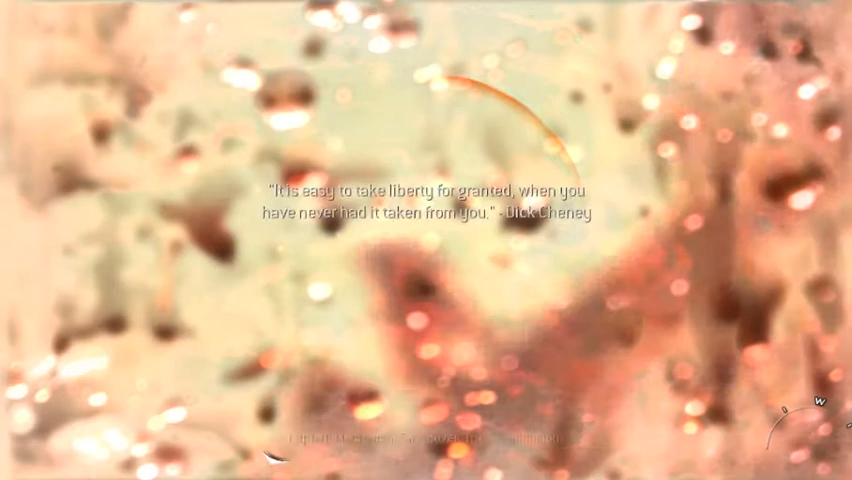 "It is easy to take liberty for granted, when you
have never had it taken from you." - Dick Cheney
W